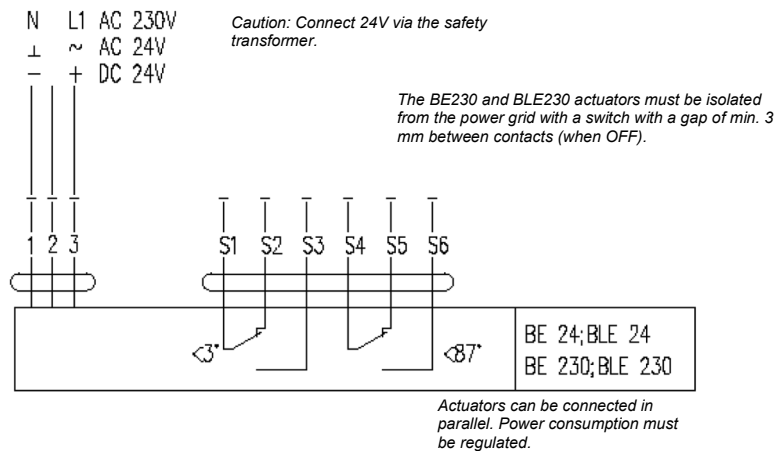 N L1 AC 230V
⊥ ~ AC 24V
− + DC 24V
Caution: Connect 24V via the safety
transformer.
The BE230 and BLE230 actuators must be isolated
from the power grid with a switch with a gap of min. 3
mm between contacts (when OFF).
1 2 3 S1 S2 S3 S4 S5 S6
<3° <87°
BE 24;BLE 24
BE 230;BLE 230
Actuators can be connected in
parallel. Power consumption must
be regulated.